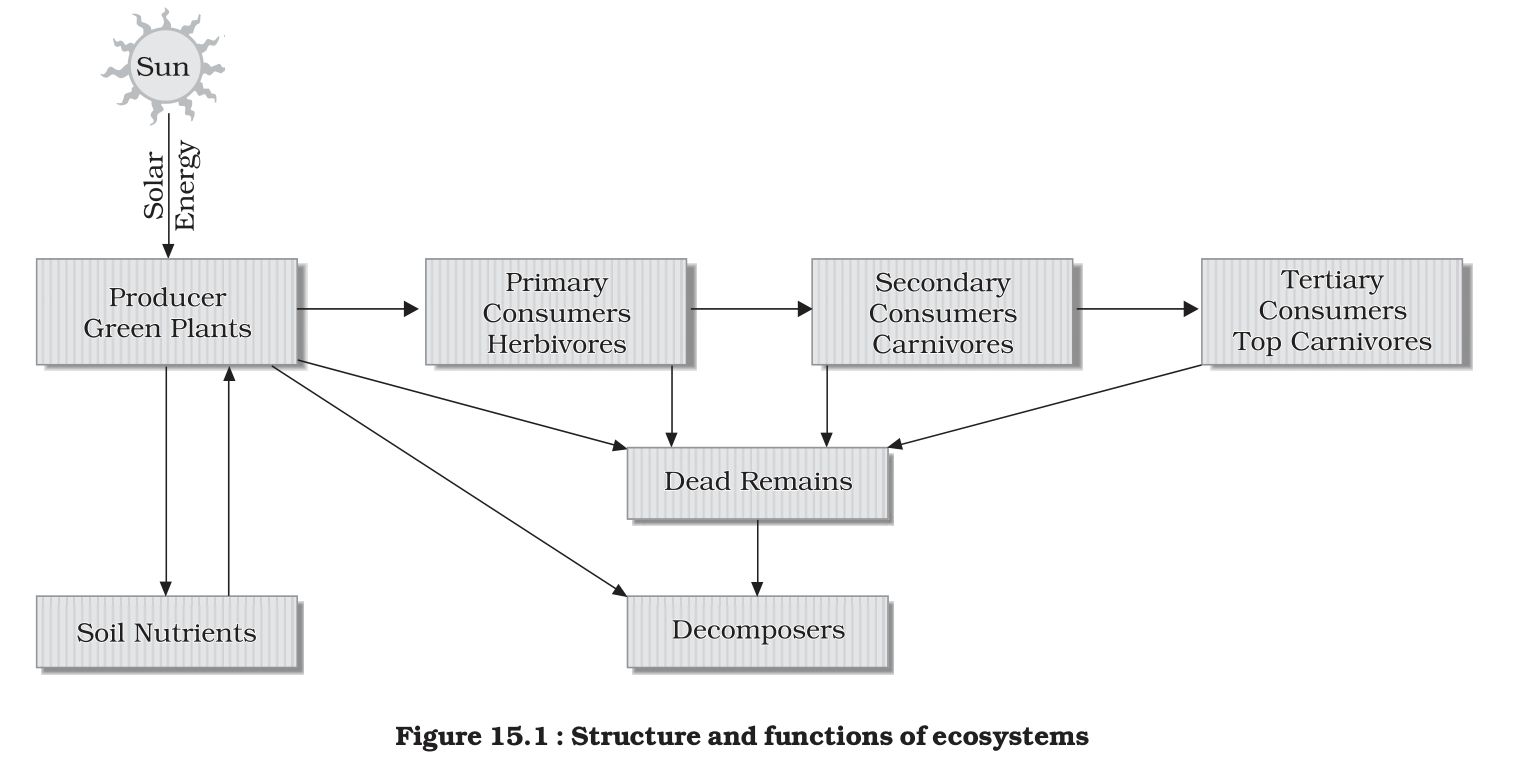 Sun
Solar
Energy
Producer
Green Plants
Primary
Consumers
Herbivores
Secondary
Consumers
Carnivores
Tertiary
Consumers
Top Carnivores
Dead Remains
Soil Nutrients
Decomposers
Figure 15.1 : Structure and functions of ecosystems